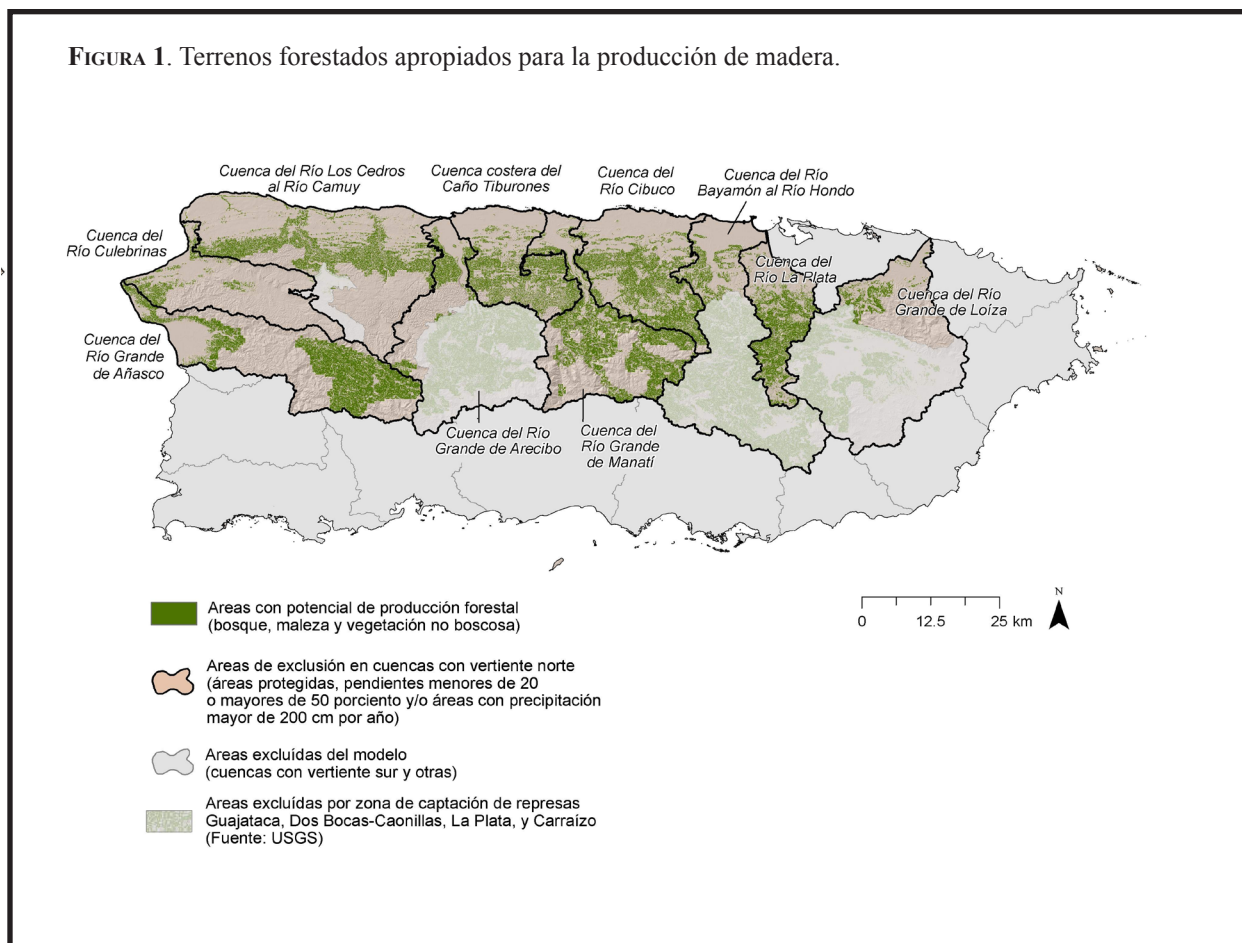 FIGURA 1. Terrenos forestados apropiados para la producción de madera.
Cuenca del Río Los Cedros
al Río Camuy
Cuenca costera del
Caño Tiburones
Cuenca del
Río Cibuco
Cuenca del Río
Bayamón al Río Hondo
Cuenca del
Río Culebrinas
Cuenca del
Río La Plata
Cuenca del Río
Grande de Loíza
Cuenca del
Río Grande
de Añasco
Cuenca del Río
Grande de Arecibo
Cuenca del
Río Grande
de Manatí
Areas con potencial de producción forestal
(bosque, maleza y vegetación no boscosa)
0 12.5 25 km
N
Areas de exclusión en cuencas con vertiente norte
(áreas protegidas, pendientes menores de 20
o mayores de 50 porciento y/o áreas con precipitación
mayor de 200 cm por año)
Areas excluídas del modelo
(cuencas con vertiente sur y otras)
Areas excluídas por zona de captación de represas
Guajataca, Dos Bocas-Caonillas, La Plata, y Carraízo
(Fuente: USGS)